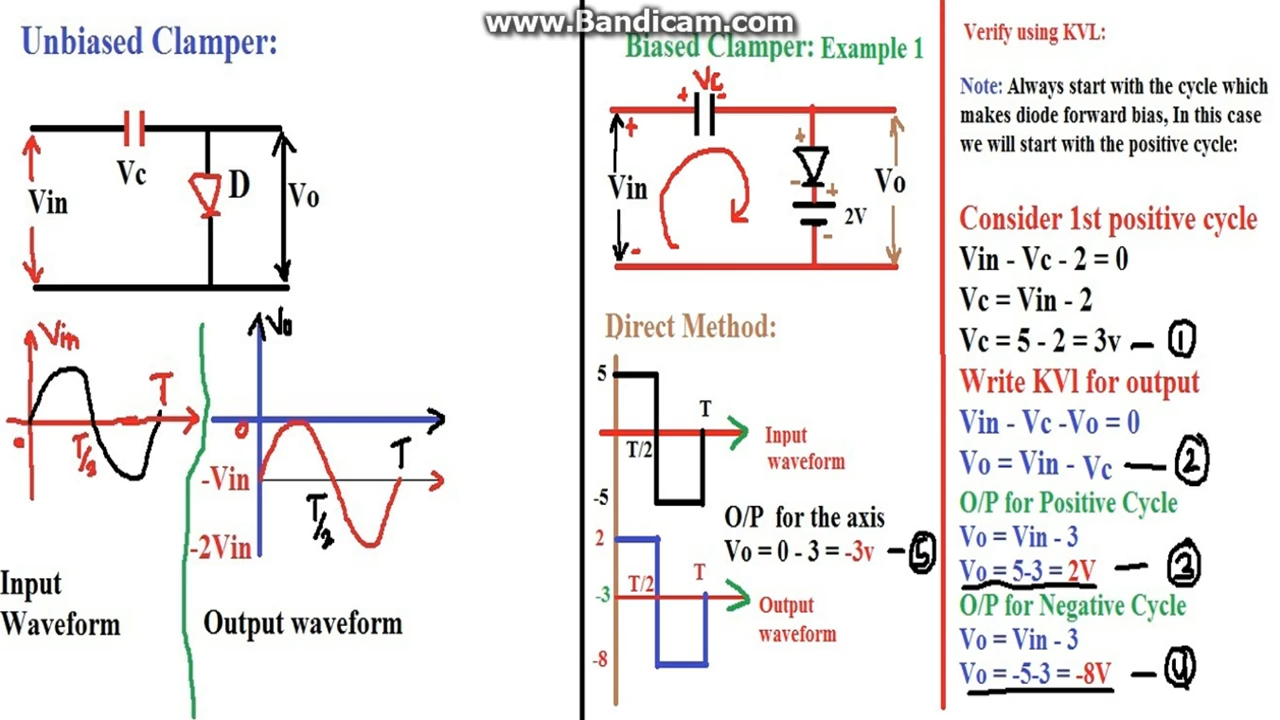 www.Bandicam.com
Unbiased Clamper:
Vc
D
Vin
Vo
Vin
T
0
T/2
Input
Waveform
Vo
0
T
-Vin
T/2
-2Vin
Output waveform
Biased Clamper: Example 1
Vc
+ -
+
+
Vin
Vo
- +
2V
-
-
Direct Method:
5
T
T/2
Input
waveform
-5
O/P for the axis
Vo = 0 - 3 = -3v — 5
2
T/2
T
-3
Output
waveform
-8
Verify using KVL:
Note: Always start with the cycle which
makes diode forward bias, In this case
we will start with the positive cycle:
Consider 1st positive cycle
Vin - Vc - 2 = 0
Vc = Vin - 2
Vc = 5 - 2 = 3v — 1
Write KVl for output
Vin - Vc -Vo = 0
Vo = Vin - Vc — 2
O/P for Positive Cycle
Vo = Vin - 3
Vo = 5-3 = 2V — 3
O/P for Negative Cycle
Vo = Vin - 3
Vo = -5-3 = -8V — 4